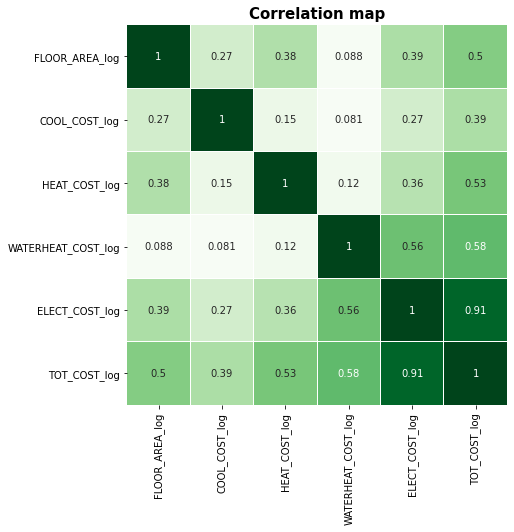 Correlation map
FLOOR_AREA_log 1 0.27 0.38 0.088 0.39 0.5
COOL_COST_log 0.27 1 0.15 0.081 0.27 0.39
HEAT_COST_log 0.38 0.15 1 0.12 0.36 0.53
WATERHEAT_COST_log 0.088 0.081 0.12 1 0.56 0.58
ELECT_COST_log 0.39 0.27 0.36 0.56 1 0.91
TOT_COST_log 0.5 0.39 0.53 0.58 0.91 1
FLOOR_AREA_log
COOL_COST_log
HEAT_COST_log
WATERHEAT_COST_log
ELECT_COST_log
TOT_COST_log